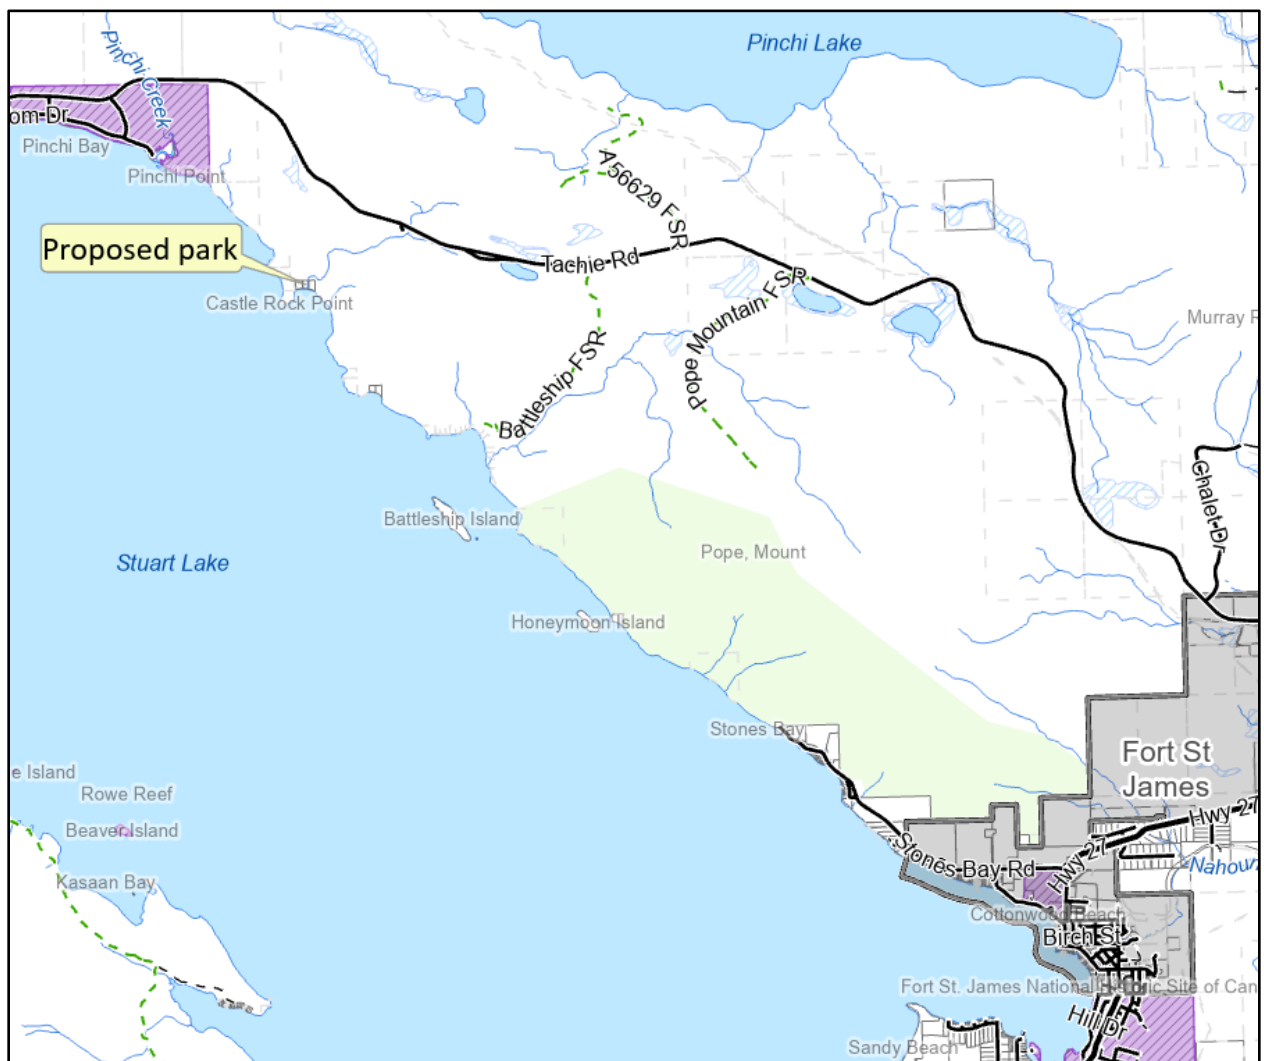 Pinchi Lake
Pinchi Creek
om Dr
Pinchi Bay
Pinchi Point
A56629 FSR
Proposed park
Tachie Rd
Castle Rock Point
Pope Mountain FSR
Murray R
Battleship FSR
Chalet Dr
Battleship Island
Pope, Mount
Stuart Lake
Honeymoon Island
Stones Bay
Fort St
James
e Island
Rowe Reef
Beaver Island
Hwy 27
Stones Bay Rd
Hwy 27
Nahoun
Kasaan Bay
Cottonwood Beach
Birch St
Fort St. James National Historic Site of Can
Hill Dr
Sandy Beach